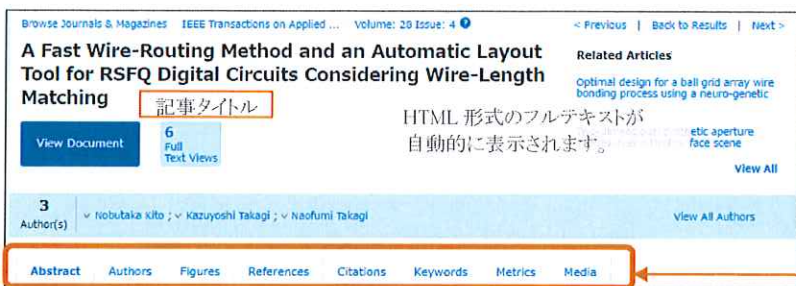 Browse Journals & Magazines IEEE Transactions on Applied ... Volume: 28 Issue: 4
< Previous | Back to Results | Next >
A Fast Wire-Routing Method and an Automatic Layout
Tool for RSFQ Digital Circuits Considering Wire-Length
Matching
記事タイトル
View Document
6
Full
Text Views
Related Articles
Optimal design for a ball grid array wire
bonding process using a neuro-genetic
HTML 形式のフルテキストが
自動的に表示されます。
etic aperture
face scene
View All
3
Author(s)
Nobutaka Kito ; Kazuyoshi Takagi ; Naofumi Takagi
View All Authors
Abstract Authors Figures References Citations Keywords Metrics Media